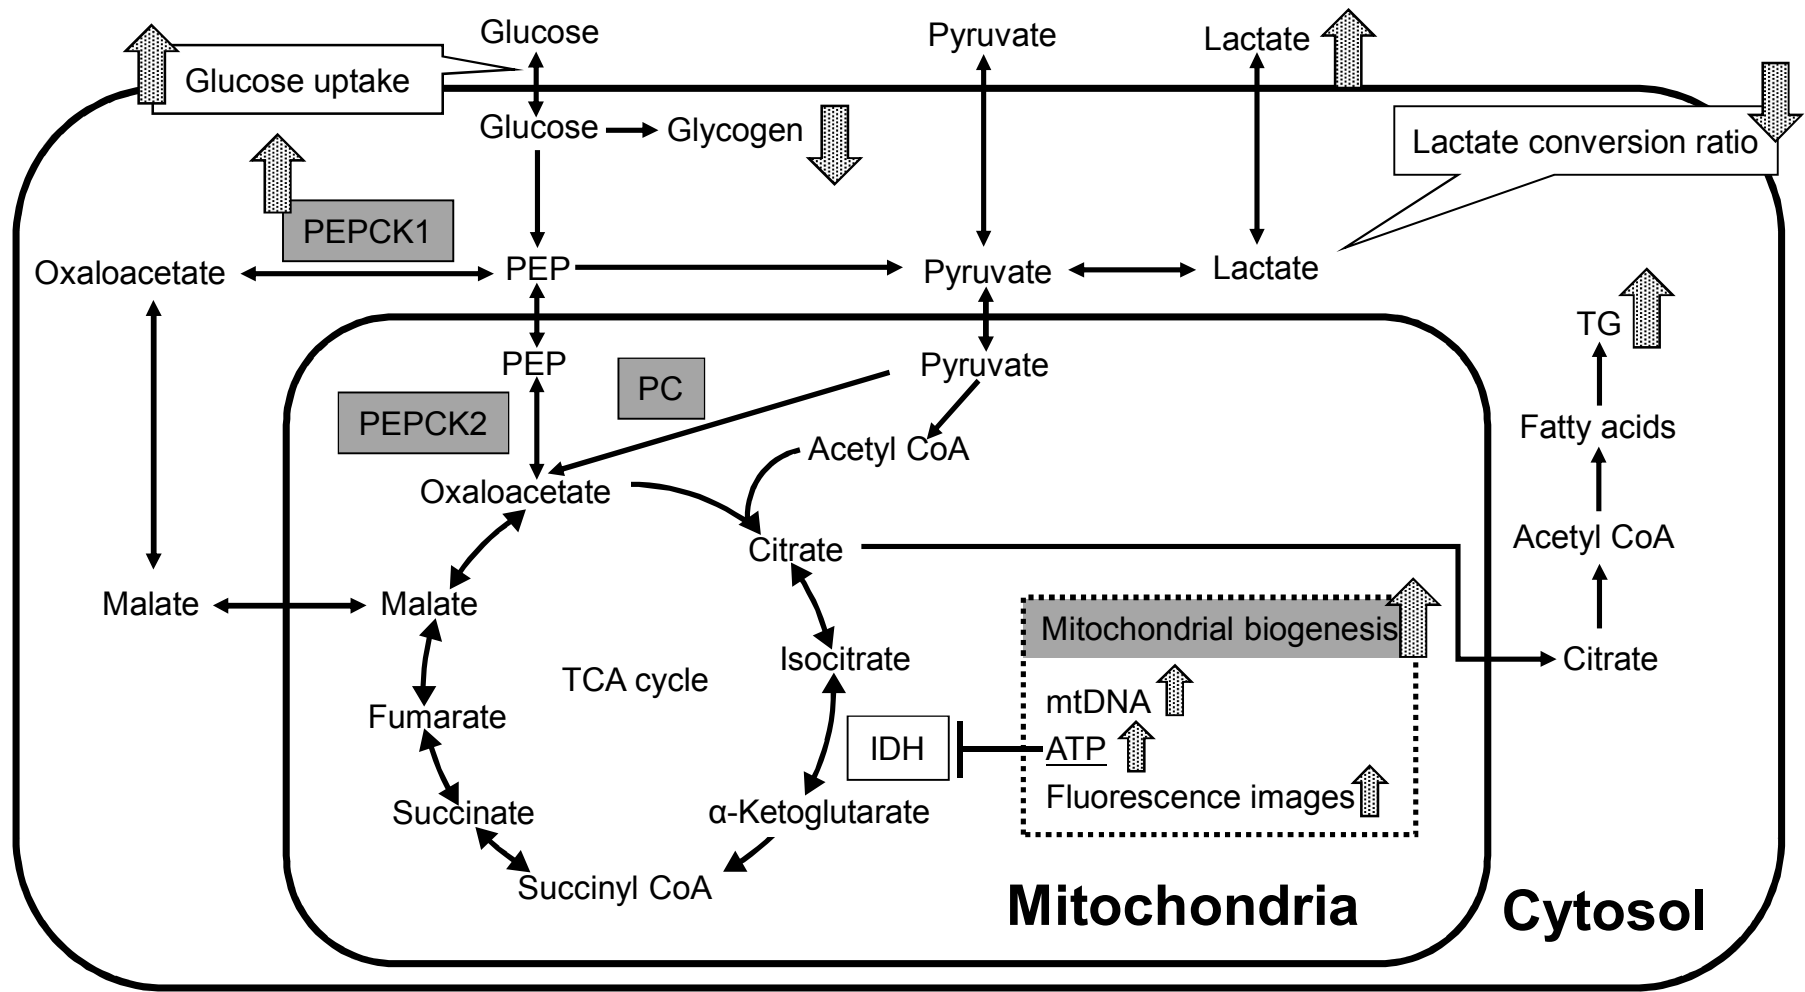 Glucose
Pyruvate
Lactate
Glucose uptake
Glucose
Glycogen
Lactate conversion ratio
PEPCK1
Oxaloacetate
PEP
Pyruvate
Lactate
TG
PEP
PC
Pyruvate
PEPCK2
Acetyl CoA
Fatty acids
Oxaloacetate
Citrate
Acetyl CoA
Malate
Malate
Mitochondrial biogenesis
Isocitrate
Citrate
TCA cycle
mtDNA
Fumarate
IDH
ATP
Fluorescence images
Succinate
α-Ketoglutarate
Succinyl CoA
Mitochondria
Cytosol